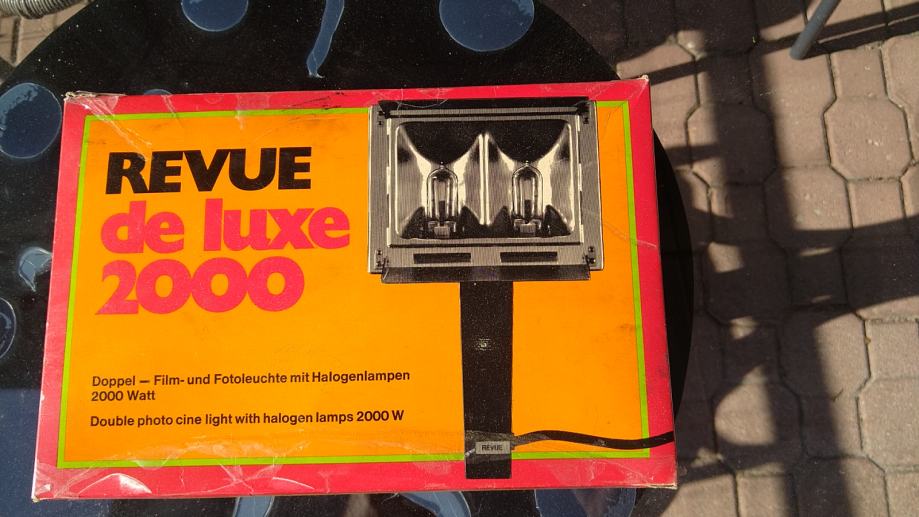 REVUE
de luxe
2000
Doppel — Film- und Fotoleuchte mit Halogenlampen
2000 Watt
Double photo cine light with halogen lamps 2000 W
REVUE